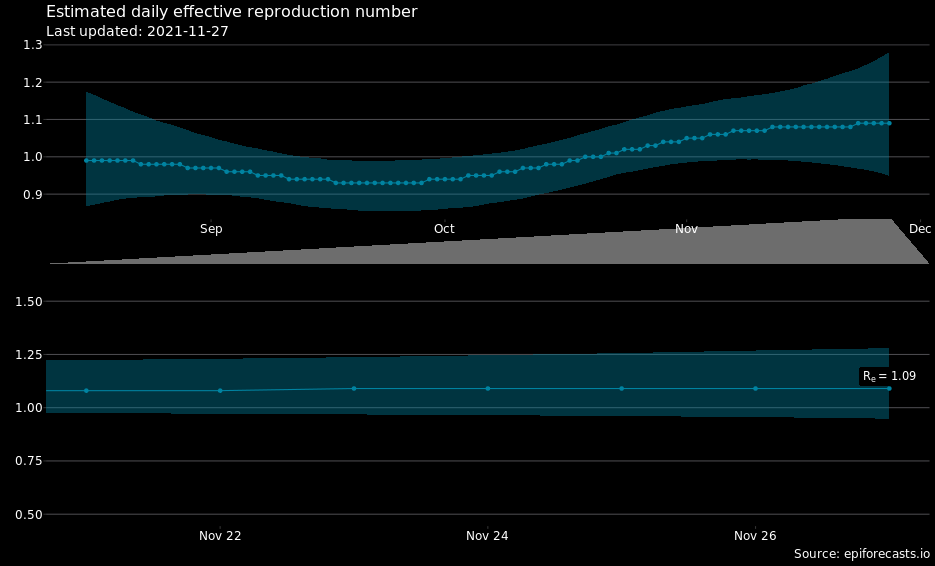 Estimated daily effective reproduction number
Last updated: 2021-11-27
1.3
1.2
1.1
1.0
0.9
Sep Oct Nov Dec
1.50
1.25
Re = 1.09
1.00
0.75
0.50
Nov 22 Nov 24 Nov 26
Source: epiforecasts.io